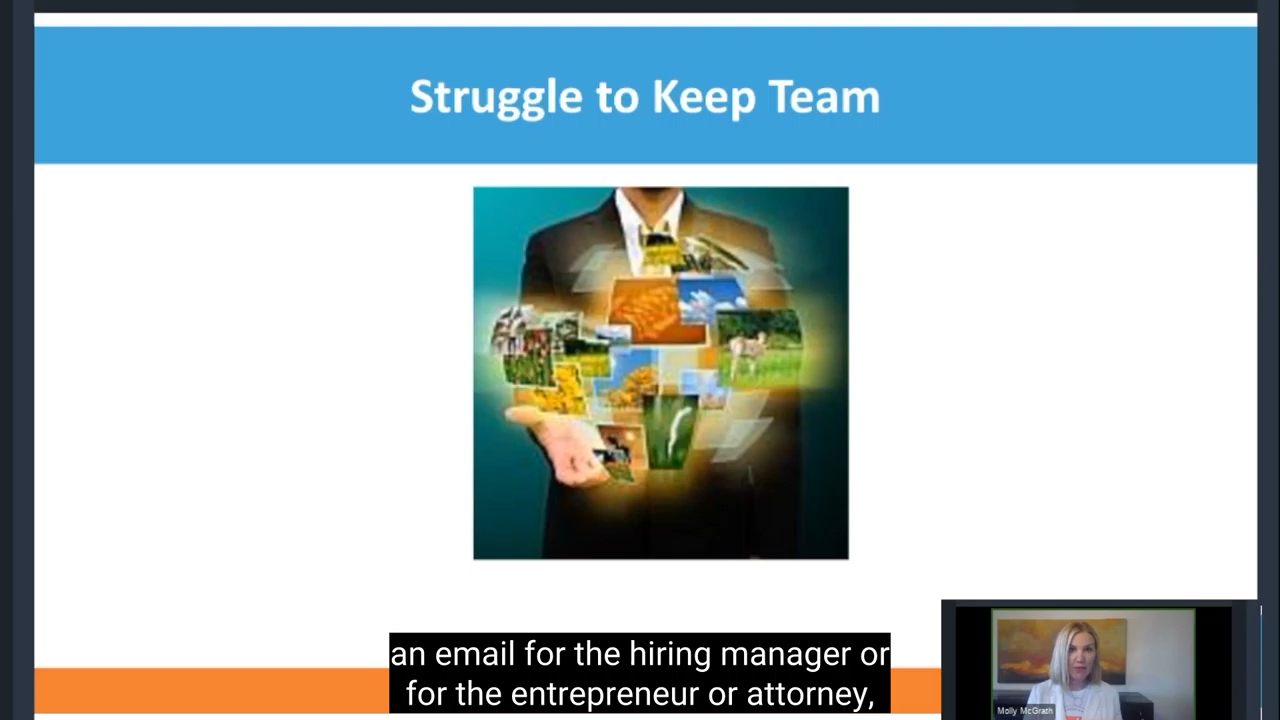 Struggle to Keep Team
an email for the hiring manager or
for the entrepreneur or attorney,
Molly McGrath